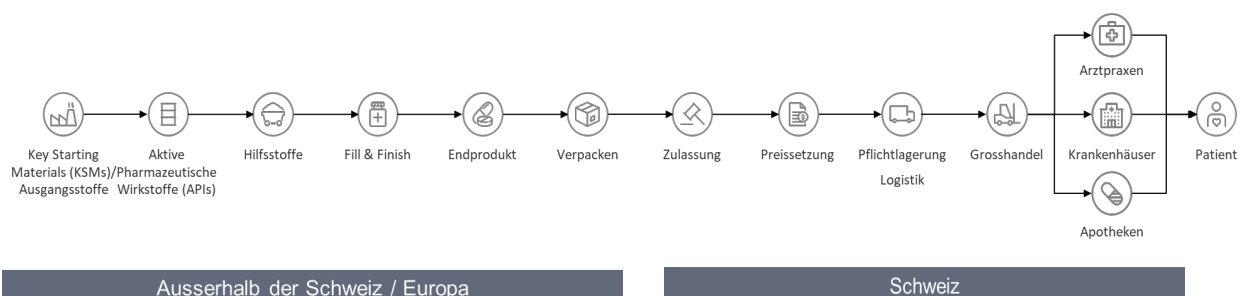 Arztpraxen
Key Starting
Materials (KSMs)/
Ausgangsstoffe
Aktive
Pharmazeutische
Wirkstoffe (APIs)
Hilfsstoffe
Fill & Finish
Endprodukt
Verpacken
Zulassung
Preissetzung
Pflichtlagerung
Logistik
Grosshandel
Krankenhäuser
Patient
Apotheken
Ausserhalb der Schweiz / Europa
Schweiz